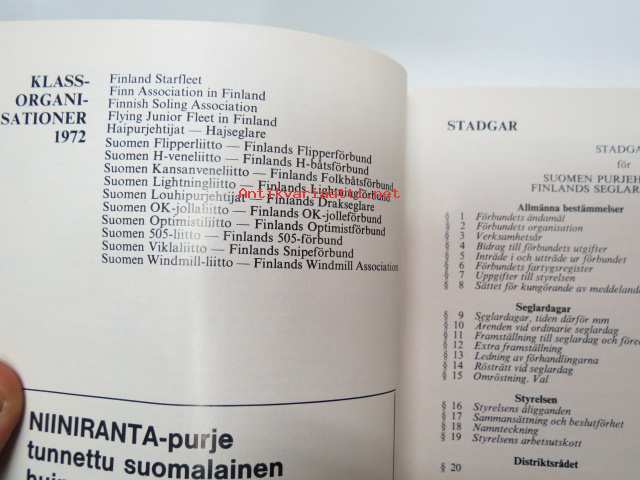 KLASS-
ORGANI-
SATIONER
1972
Finland Starfleet
Finn Association in Finland
Finnish Soling Association
Flying Junior Fleet in Finland
Haipurjehtijat — Hajseglare
Suomen Flipperliitto — Finlands Flipperförbund
Suomen H-veneliitto — Finlands H-båtsförbund
Suomen Kansanveneliitto — Finlands Folkbåtsförbund
Suomen Lightningliitto — Finlands Lightningförbund
Suomen Louhipurjehtijat — Finlands Drakseglare
Suomen OK-jollaliitto — Finlands OK-jolleförbund
Suomen Optimistiliitto — Finlands Optimistförbund
Suomen 505-liitto — Finlands 505-förbund
Suomen Viklaliitto — Finlands Snipeförbund
Suomen Windmill-liitto — Finlands Windmill Association
NIINIRANTA-purje
tunnettu suomalainen
STADGAR
STADGA
för
SUOMEN PURJEH
FINLANDS SEGLAR
Allmänna bestämmelser
§ 1 Förbundets ändamål
§ 2 Förbundets organisation
§ 3 Verksamhetsår
§ 4 Bidrag till förbundets utgifter
§ 5 Inträde i och utträde ur förbundet
§ 6 Förbundets fartygsregister
§ 7 Uppgifter till styrelsen
§ 8 Sättet för kungörande av meddeland
Seglardagar
§ 9 Seglardagar, tiden därför mm
§ 10 Ärenden vid ordinarie seglardag
§ 11 Framställning till seglardag och föred
§ 12 Extra framställning
§ 13 Ledning av förhandlingarna
§ 14 Rösträtt vid seglardag
§ 15 Omröstning. Val
Styrelsen
§ 16 Styrelsens åligganden
§ 17 Sammansättning och beslutförhet
§ 18 Namnteckning
§ 19 Styrelsens arbetsutskott
Distriktsrådet
§ 20